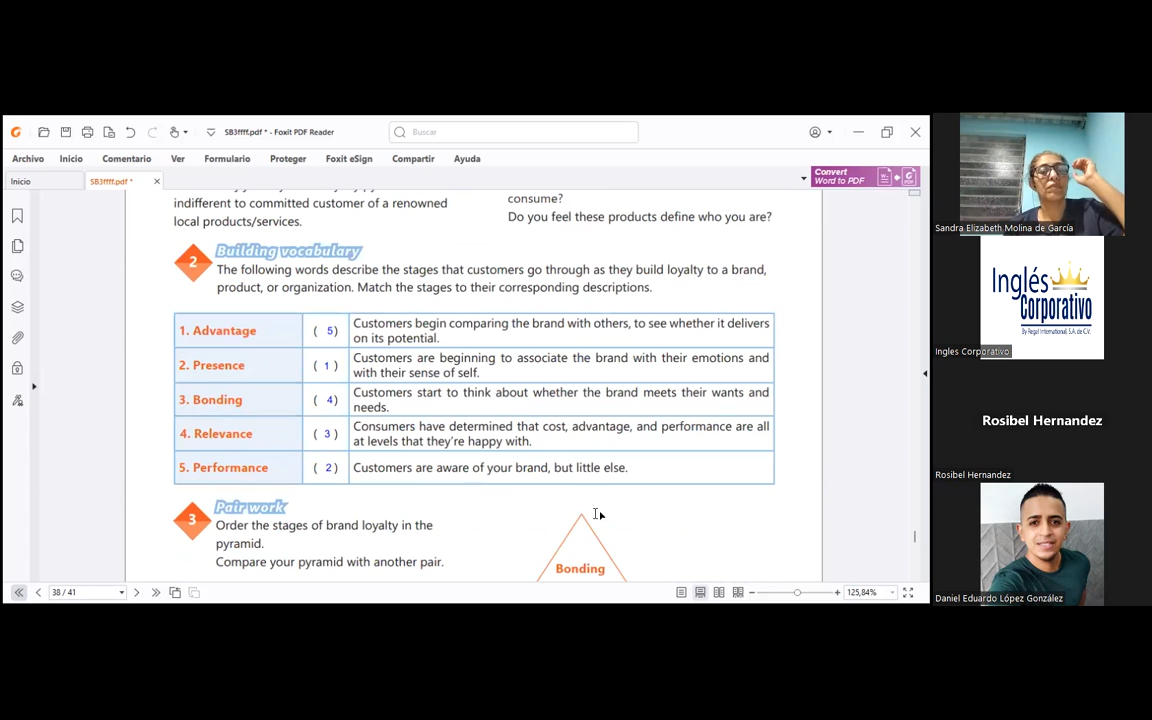 SB3ffff.pdf * - Foxit PDF Reader
Buscar
Archivo Inicio Comentario Ver Formulario Proteger Foxit eSign Compartir Ayuda
Convert
Word to PDF
Inicio SB3ffff.pdf *
indifferent to committed customer of a renowned
local products/services.
consume?
Do you feel these products define who you are?
2 Building vocabulary
The following words describe the stages that customers go through as they build loyalty to a brand,
product, or organization. Match the stages to their corresponding descriptions.
1. Advantage ( 5 ) Customers begin comparing the brand with others, to see whether it delivers
on its potential.
2. Presence ( 1 ) Customers are beginning to associate the brand with their emotions and
with their sense of self.
3. Bonding ( 4 ) Customers start to think about whether the brand meets their wants and
needs.
4. Relevance ( 3 ) Consumers have determined that cost, advantage, and performance are all
at levels that they're happy with.
5. Performance ( 2 ) Customers are aware of your brand, but little else.
3 Pair work
Order the stages of brand loyalty in the
pyramid.
Compare your pyramid with another pair.
Bonding
38 / 41
125,84%
Sandra Elizabeth Molina de García
Inglés
Corporativo
By Regal International, S.A. de C.V.
Ingles Corporativo
Rosibel Hernandez
Rosibel Hernandez
Daniel Eduardo López González